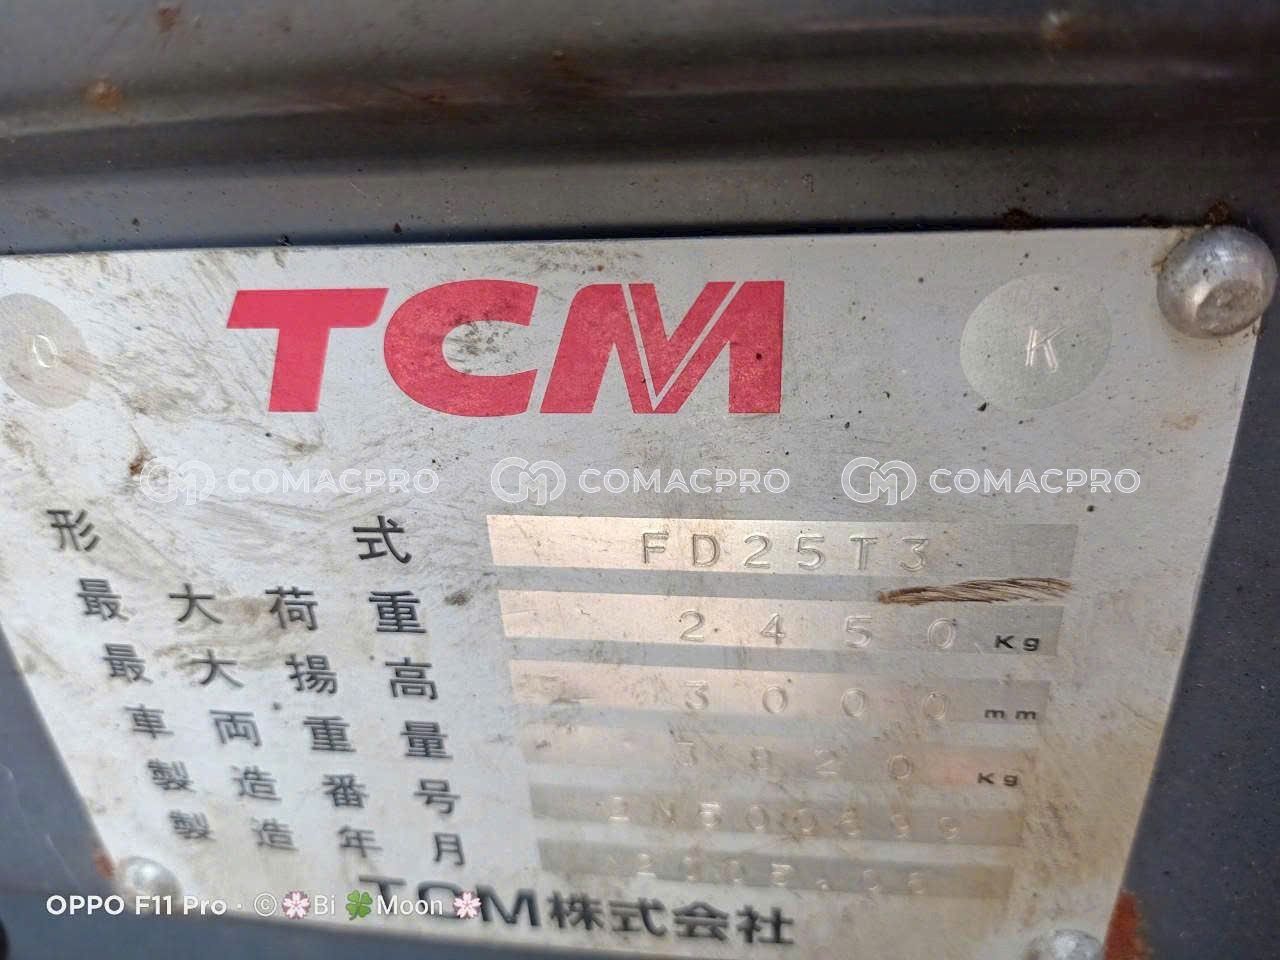 TCM
O
K
COMACPRO COMACPRO COMACPRO
形式 FD25T3
最大荷重 2450 Kg
最大揚高 3000 mm
車両重量 3820 Kg
製造番号
製造年月
TCM株式会社
OPPO F11 Pro · ©🌸Bi 🍀Moon 🌸